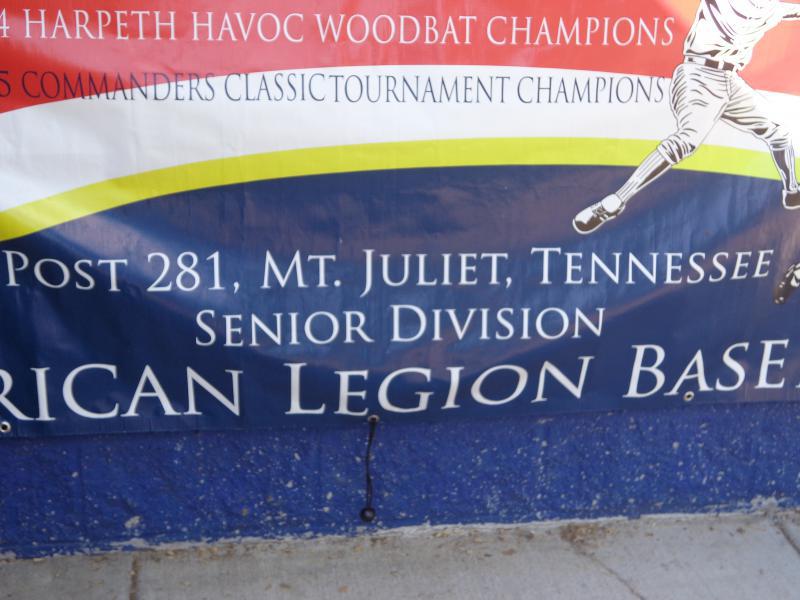 4 HARPETH HAVOC WOODBAT CHAMPIONS
5 COMMANDERS CLASSIC TOURNAMENT CHAMPIONS
POST 281, MT. JULIET, TENNESSEE
SENIOR DIVISION
RICAN LEGION BASE